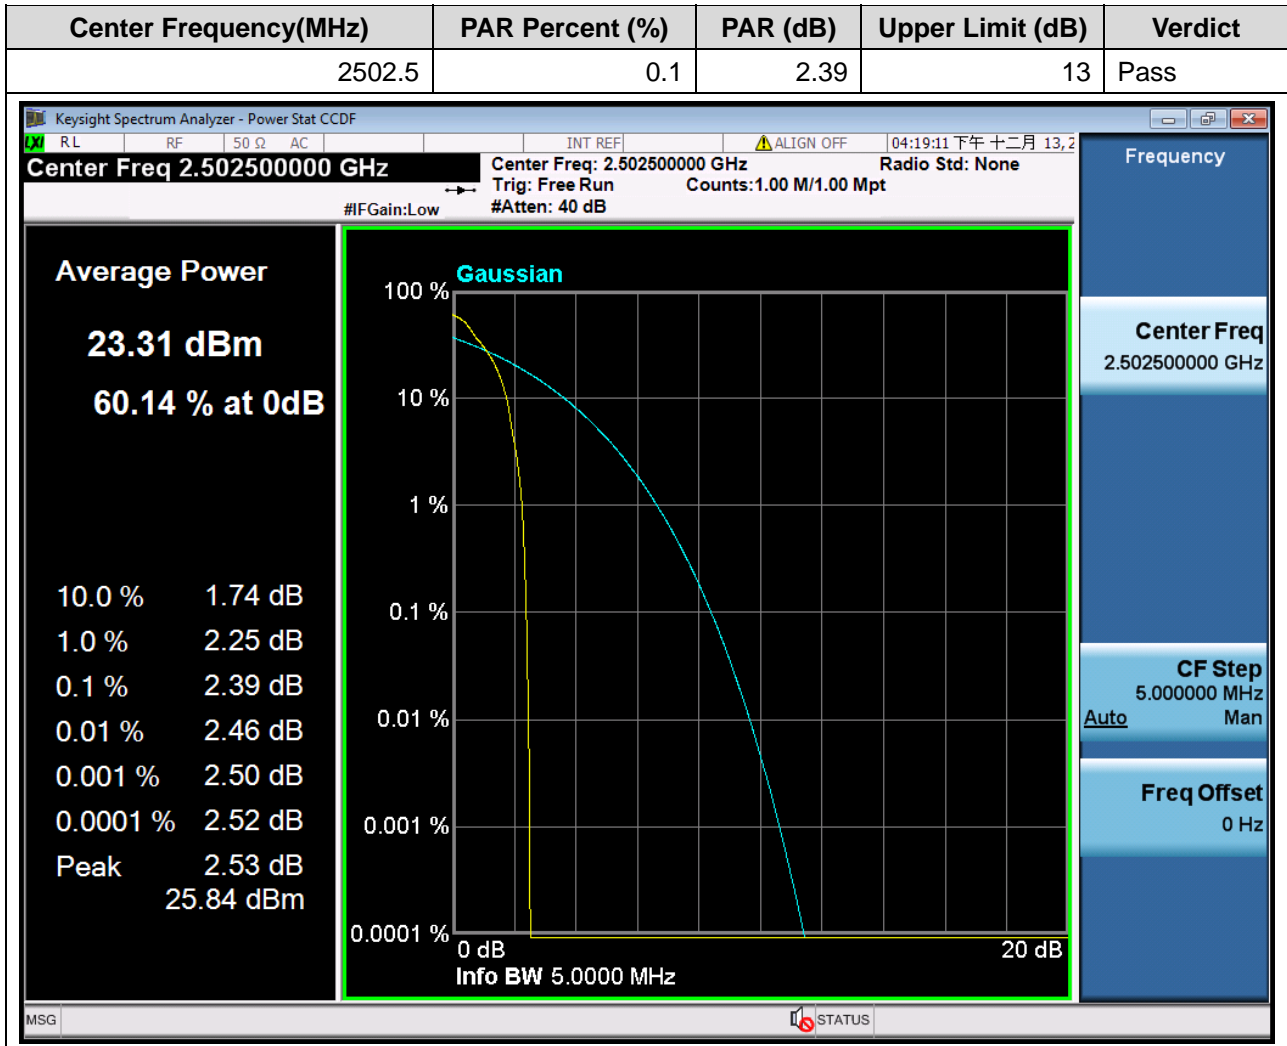 Center Frequency(MHz) PAR Percent (%) PAR (dB) Upper Limit (dB) Verdict
2502.5 0.1 2.39 13 Pass
Keysight Spectrum Analyzer - Power Stat CCDF
LXI RL RF 50 Ω AC INT REF ALIGN OFF 04:19:11 下午 十二月 13, 2
Center Freq 2.502500000 GHz
Center Freq: 2.502500000 GHz Radio Std: None
Trig: Free Run Counts:1.00 M/1.00 Mpt
#IFGain:Low #Atten: 40 dB
Average Power
23.31 dBm
60.14 % at 0dB
10.0 % 1.74 dB
1.0 % 2.25 dB
0.1 % 2.39 dB
0.01 % 2.46 dB
0.001 % 2.50 dB
0.0001 % 2.52 dB
Peak 2.53 dB
25.84 dBm
Gaussian
100 %
10 %
1 %
0.1 %
0.01 %
0.001 %
0.0001 %
0 dB 20 dB
Info BW 5.0000 MHz
Frequency
Center Freq
2.502500000 GHz
CF Step
5.000000 MHz
Auto Man
Freq Offset
0 Hz
MSG STATUS